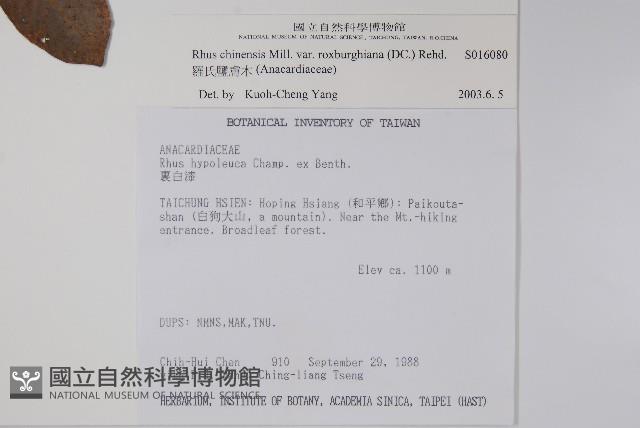 國立自然科學博物館
NATIONAL MUSEUM OF NATURAL SCIENCE, TAICHUNG, TAIWAN, R.O.CHINA
Rhus chinensis Mill. var. roxburghiana (DC.) Rehd. S016080
羅氏鹽膚木 (Anacardiaceae)
Det. by Kuoh-Cheng Yang 2003.6. 5
BOTANICAL INVENTORY OF TAIWAN
ANACARDIACEAE
Rhus hypoleuca Champ. ex Benth.
裏白漆
TAICHUNG HSIEN: Hoping Hsiang (和平鄉): Paikouta-
shan (白狗大山, a mountain). Near the Mt.-hiking
entrance. Broadleaf forest.
Elev ca. 1100 m
DUPS: NMNS,MAK,TNU.
Chih-Hui Chen 910 September 29, 1988
Ching-liang Tseng
HERBARIUM, INSTITUTE OF BOTANY, ACADEMIA SINICA, TAIPEI (HAST)
國立自然科學博物館
NATIONAL MUSEUM OF NATURAL SCIENCE